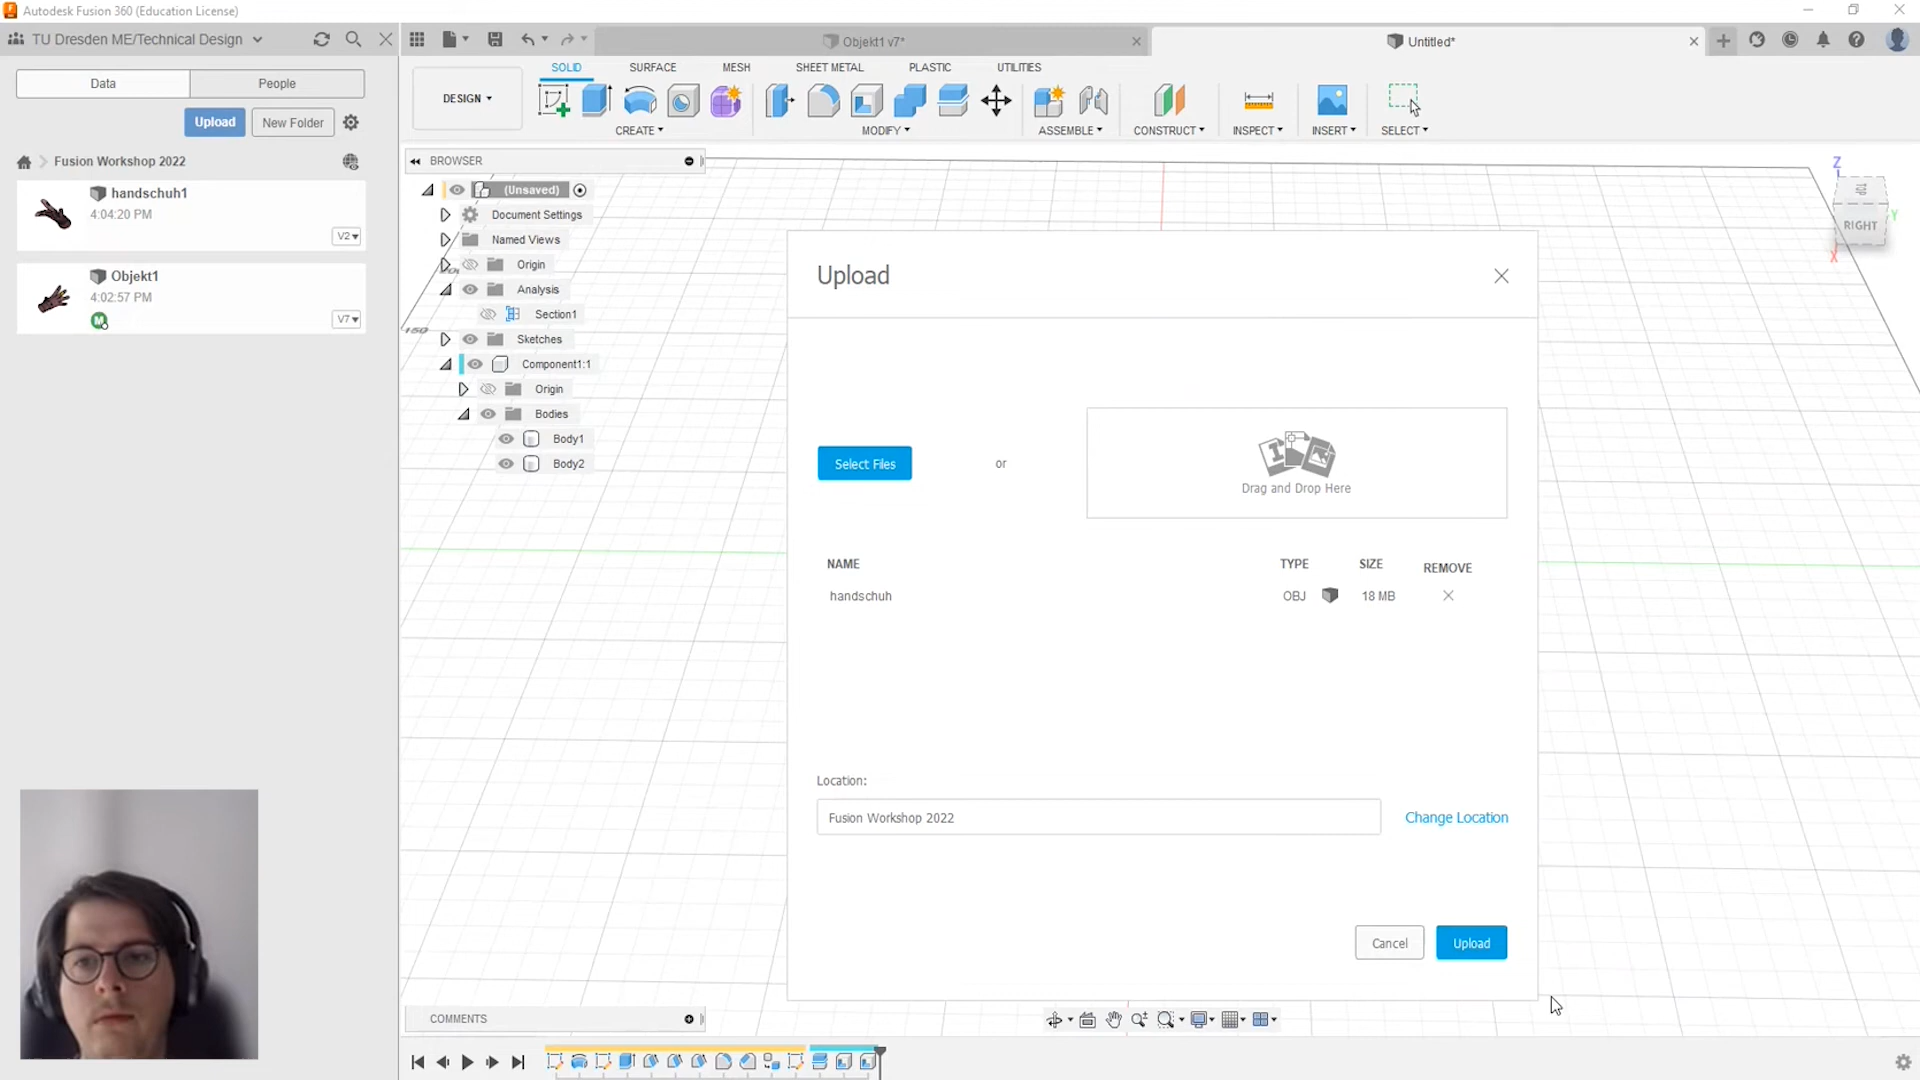 Autodesk Fusion 360 (Education License)
TU Dresden ME/Technical Design
Objekt1 v7*
Untitled*
Data
People
Upload
New Folder
Fusion Workshop 2022
handschuh1
4:04:20 PM
V2
Objekt1
4:02:57 PM
M
V7
DESIGN
SOLID
SURFACE
MESH
SHEET METAL
PLASTIC
UTILITIES
CREATE
MODIFY
ASSEMBLE
CONSTRUCT
INSPECT
INSERT
SELECT
BROWSER
(Unsaved)
Document Settings
Named Views
Origin
Analysis
Section1
Sketches
Component1:1
Origin
Bodies
Body1
Body2
150
Z
TOP
RIGHT
Y
X
Upload
Select Files
or
Drag and Drop Here
NAME
TYPE
SIZE
REMOVE
handschuh
OBJ
18 MB
Location:
Fusion Workshop 2022
Change Location
Cancel
Upload
COMMENTS